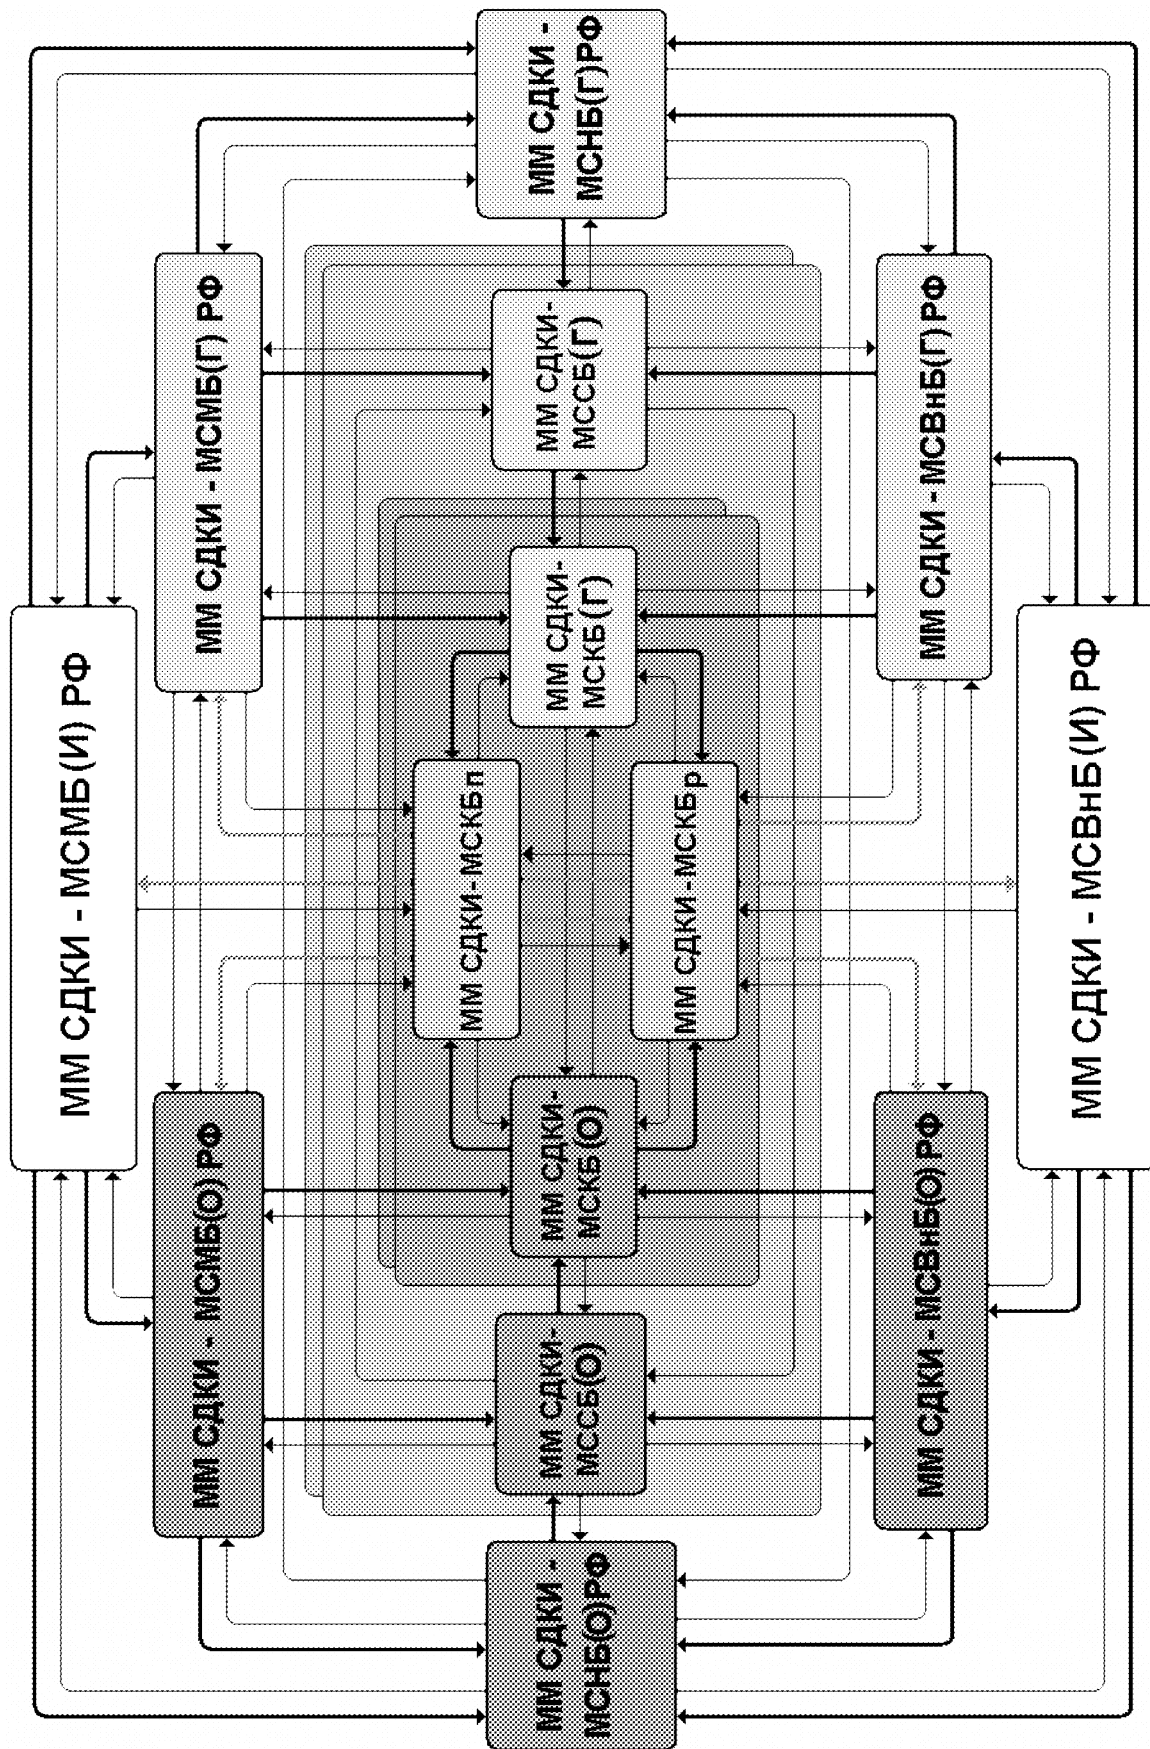 ММ СДКИ - МСМБ(И) РФ
ММ СДКИ - МСМБ(О) РФ
ММ СДКИ - МСМБ(Г) РФ
ММ СДКИ-МСКБп
ММ СДКИ -
МСНБ(О)РФ
ММ СДКИ-
МССБ(О)
ММ СДКИ-
МСКБ(О)
ММ СДКИ-
МСКБ(Г)
ММ СДКИ-
МССБ(Г)
ММ СДКИ -
МСНБ(Г)РФ
ММ СДКИ-МСКБр
ММ СДКИ - МСВнБ(О)РФ
ММ СДКИ - МСВнБ(Г)РФ
ММ СДКИ - МСВнБ(И) РФ